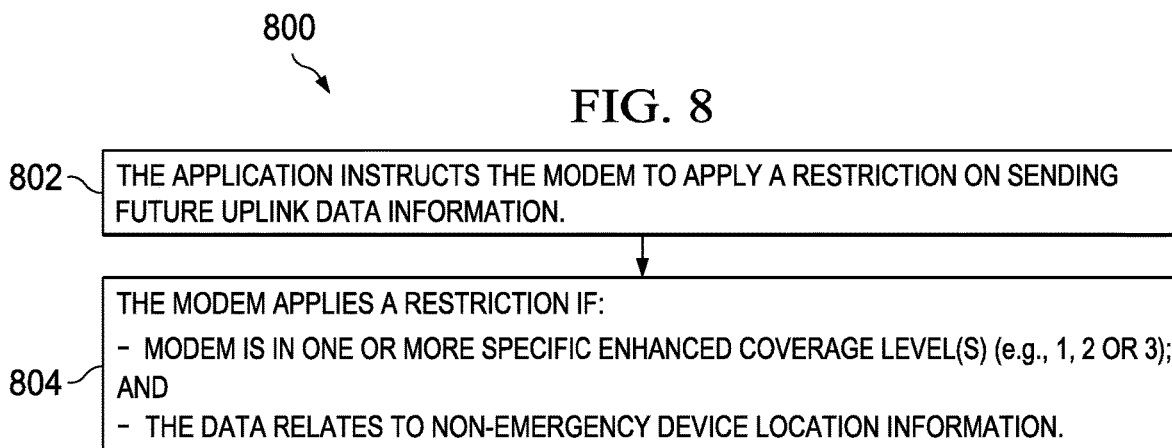 800
FIG. 8
802
THE APPLICATION INSTRUCTS THE MODEM TO APPLY A RESTRICTION ON SENDING
FUTURE UPLINK DATA INFORMATION.
804
THE MODEM APPLIES A RESTRICTION IF:
- MODEM IS IN ONE OR MORE SPECIFIC ENHANCED COVERAGE LEVEL(S) (e.g., 1, 2 OR 3);
AND
- THE DATA RELATES TO NON-EMERGENCY DEVICE LOCATION INFORMATION.